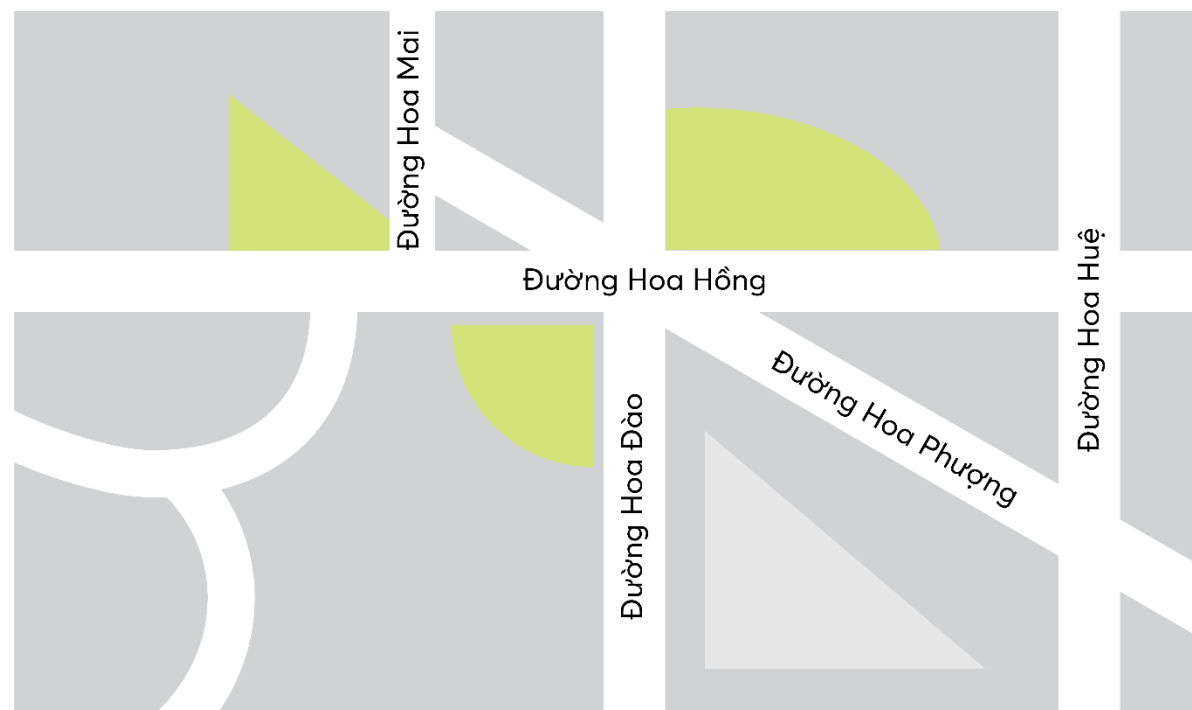 Đường Hoa Mai
Đường Hoa Hồng
Đường Hoa Huệ
Đường Hoa Phượng
Đường Hoa Đào